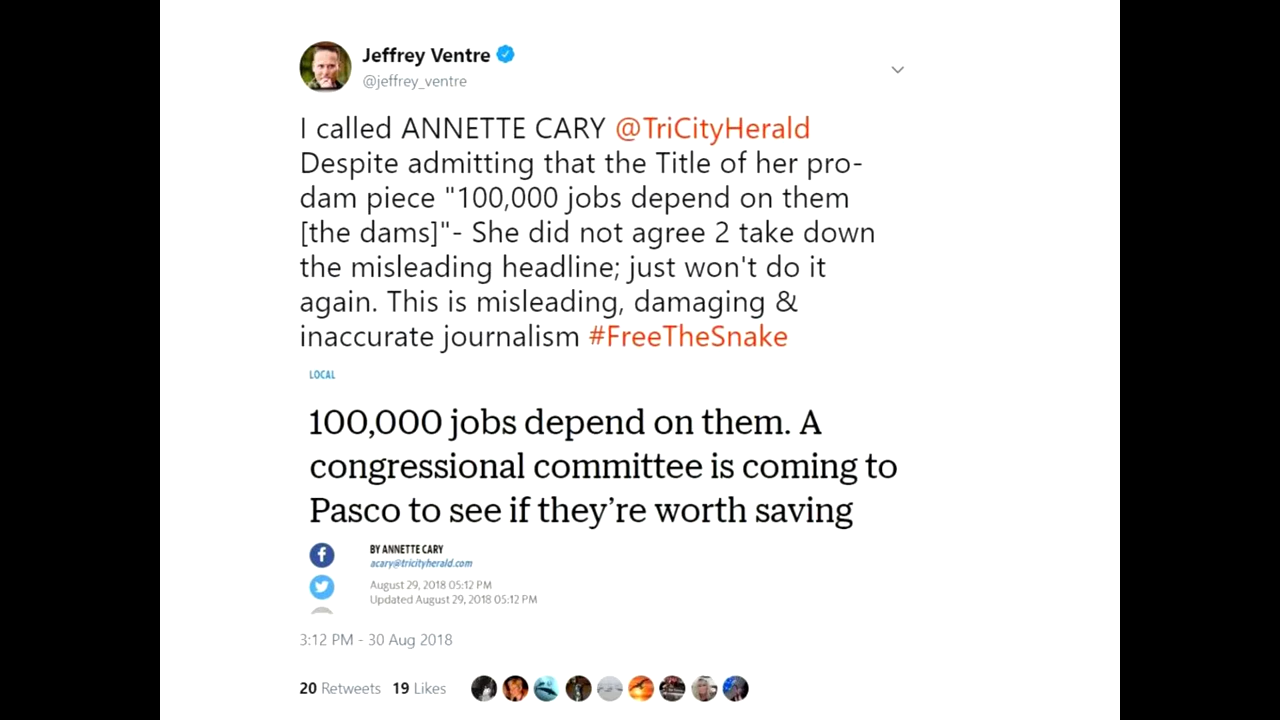 Jeffrey Ventre
@jeffrey_ventre
I called ANNETTE CARY @TriCityHerald
Despite admitting that the Title of her pro-
dam piece "100,000 jobs depend on them
[the dams]"- She did not agree 2 take down
the misleading headline; just won't do it
again. This is misleading, damaging &
inaccurate journalism #FreeTheSnake
LOCAL
100,000 jobs depend on them. A
congressional committee is coming to
Pasco to see if they're worth saving
BY ANNETTE CARY
acary@tricityherald.com
August 29, 2018 05:12 PM
Updated August 29, 2018 05:12 PM
3:12 PM - 30 Aug 2018
20 Retweets 19 Likes